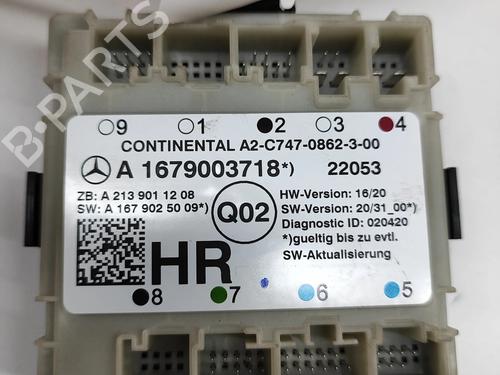 B-PARTS
9 1 2 3 4
CONTINENTAL A2-C747-0862-3-00
A 1679003718*) 22053
ZB: A 213 901 12 08
SW: A 167 902 50 09*)
Q02
HW-Version: 16/20
SW-Version: 20/31_00*)
Diagnostic ID: 020420
*)gueltig bis zu evtl.
SW-Aktualisierung
HR
8 7 6 5